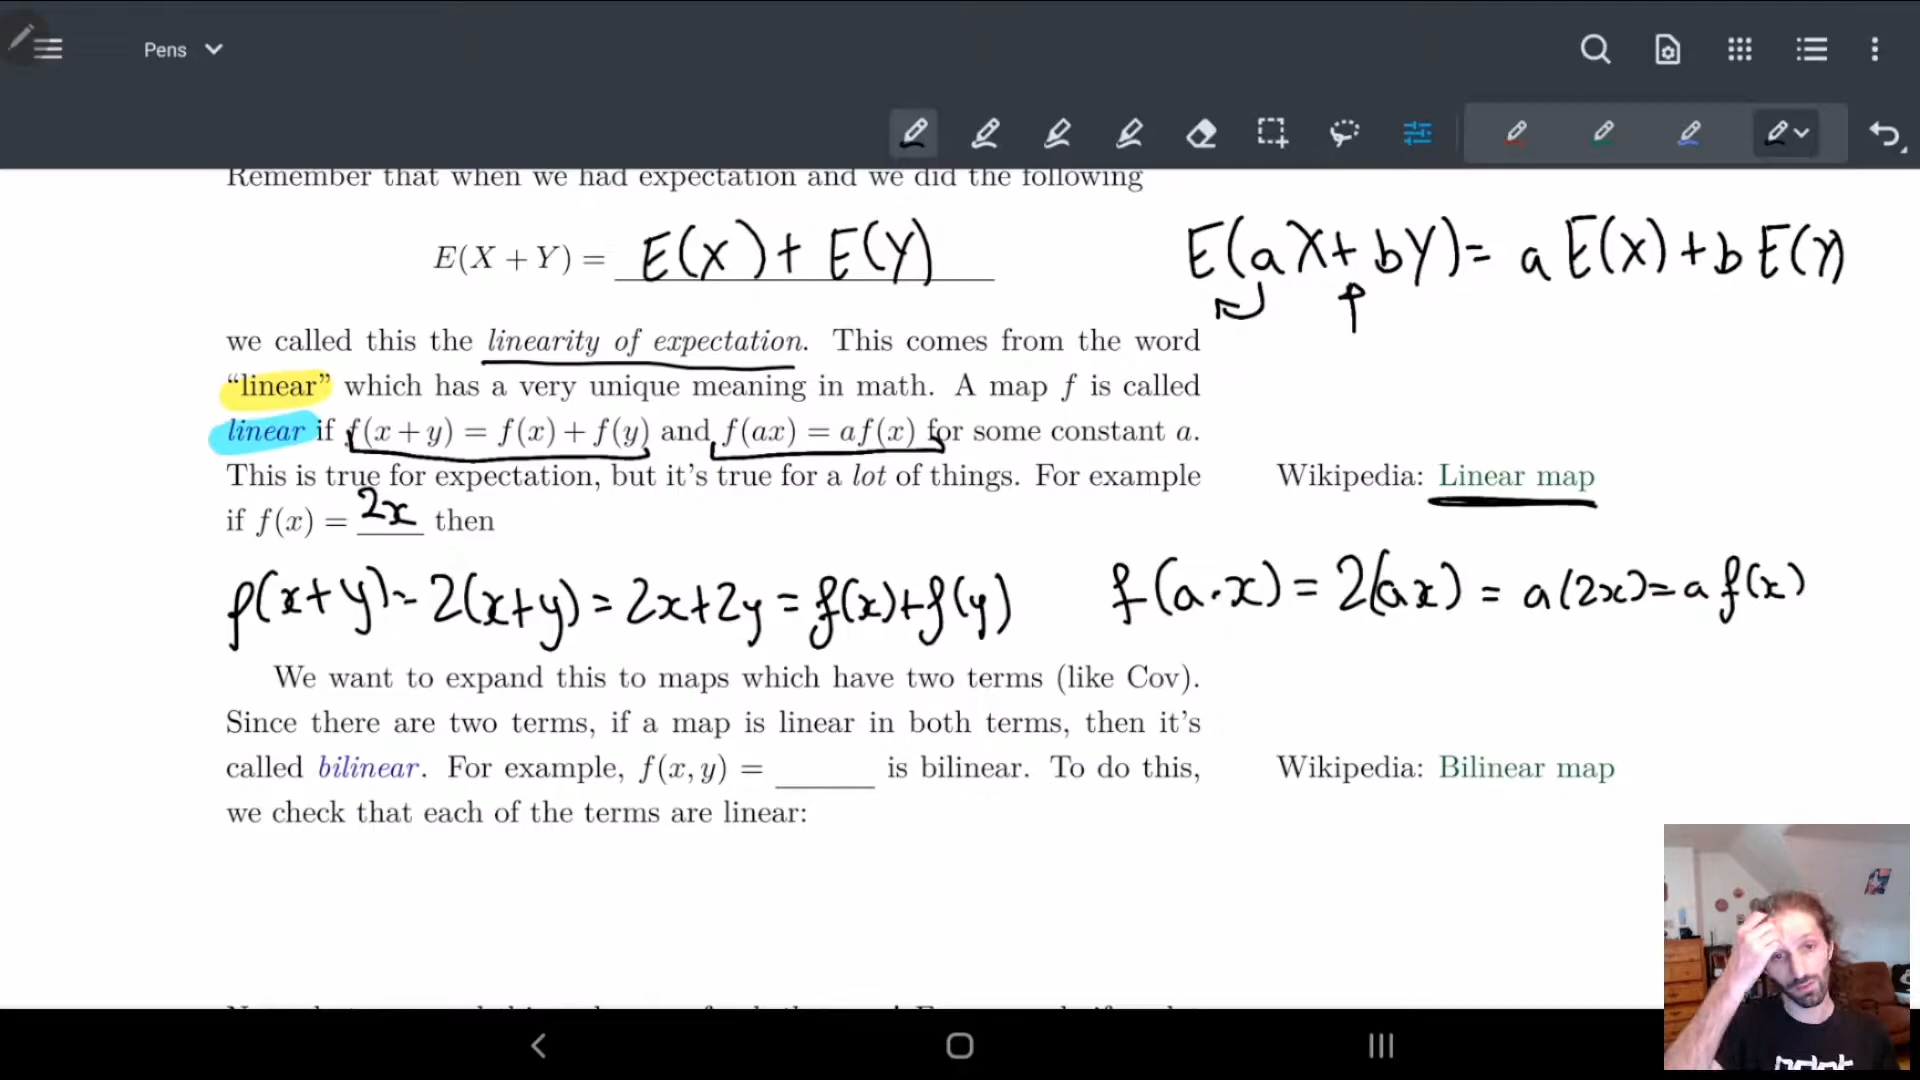 Pens
Remember that when we had expectation and we did the following
E(X + Y) = E(X) + E(Y)
E(aX + bY) = a E(X) + b E(Y)
we called this the linearity of expectation. This comes from the word
“linear” which has a very unique meaning in math. A map f is called
linear if f(x + y) = f(x) + f(y) and f(ax) = af(x) for some constant a.
This is true for expectation, but it's true for a lot of things. For example
Wikipedia: Linear map
if f(x) = 2x then
f(x+y) = 2(x+y) = 2x+2y = f(x)+f(y)
f(a·x) = 2(ax) = a(2x) = a f(x)
We want to expand this to maps which have two terms (like Cov).
Since there are two terms, if a map is linear in both terms, then it's
called bilinear. For example, f(x, y) = ______ is bilinear. To do this,
Wikipedia: Bilinear map
we check that each of the terms are linear: